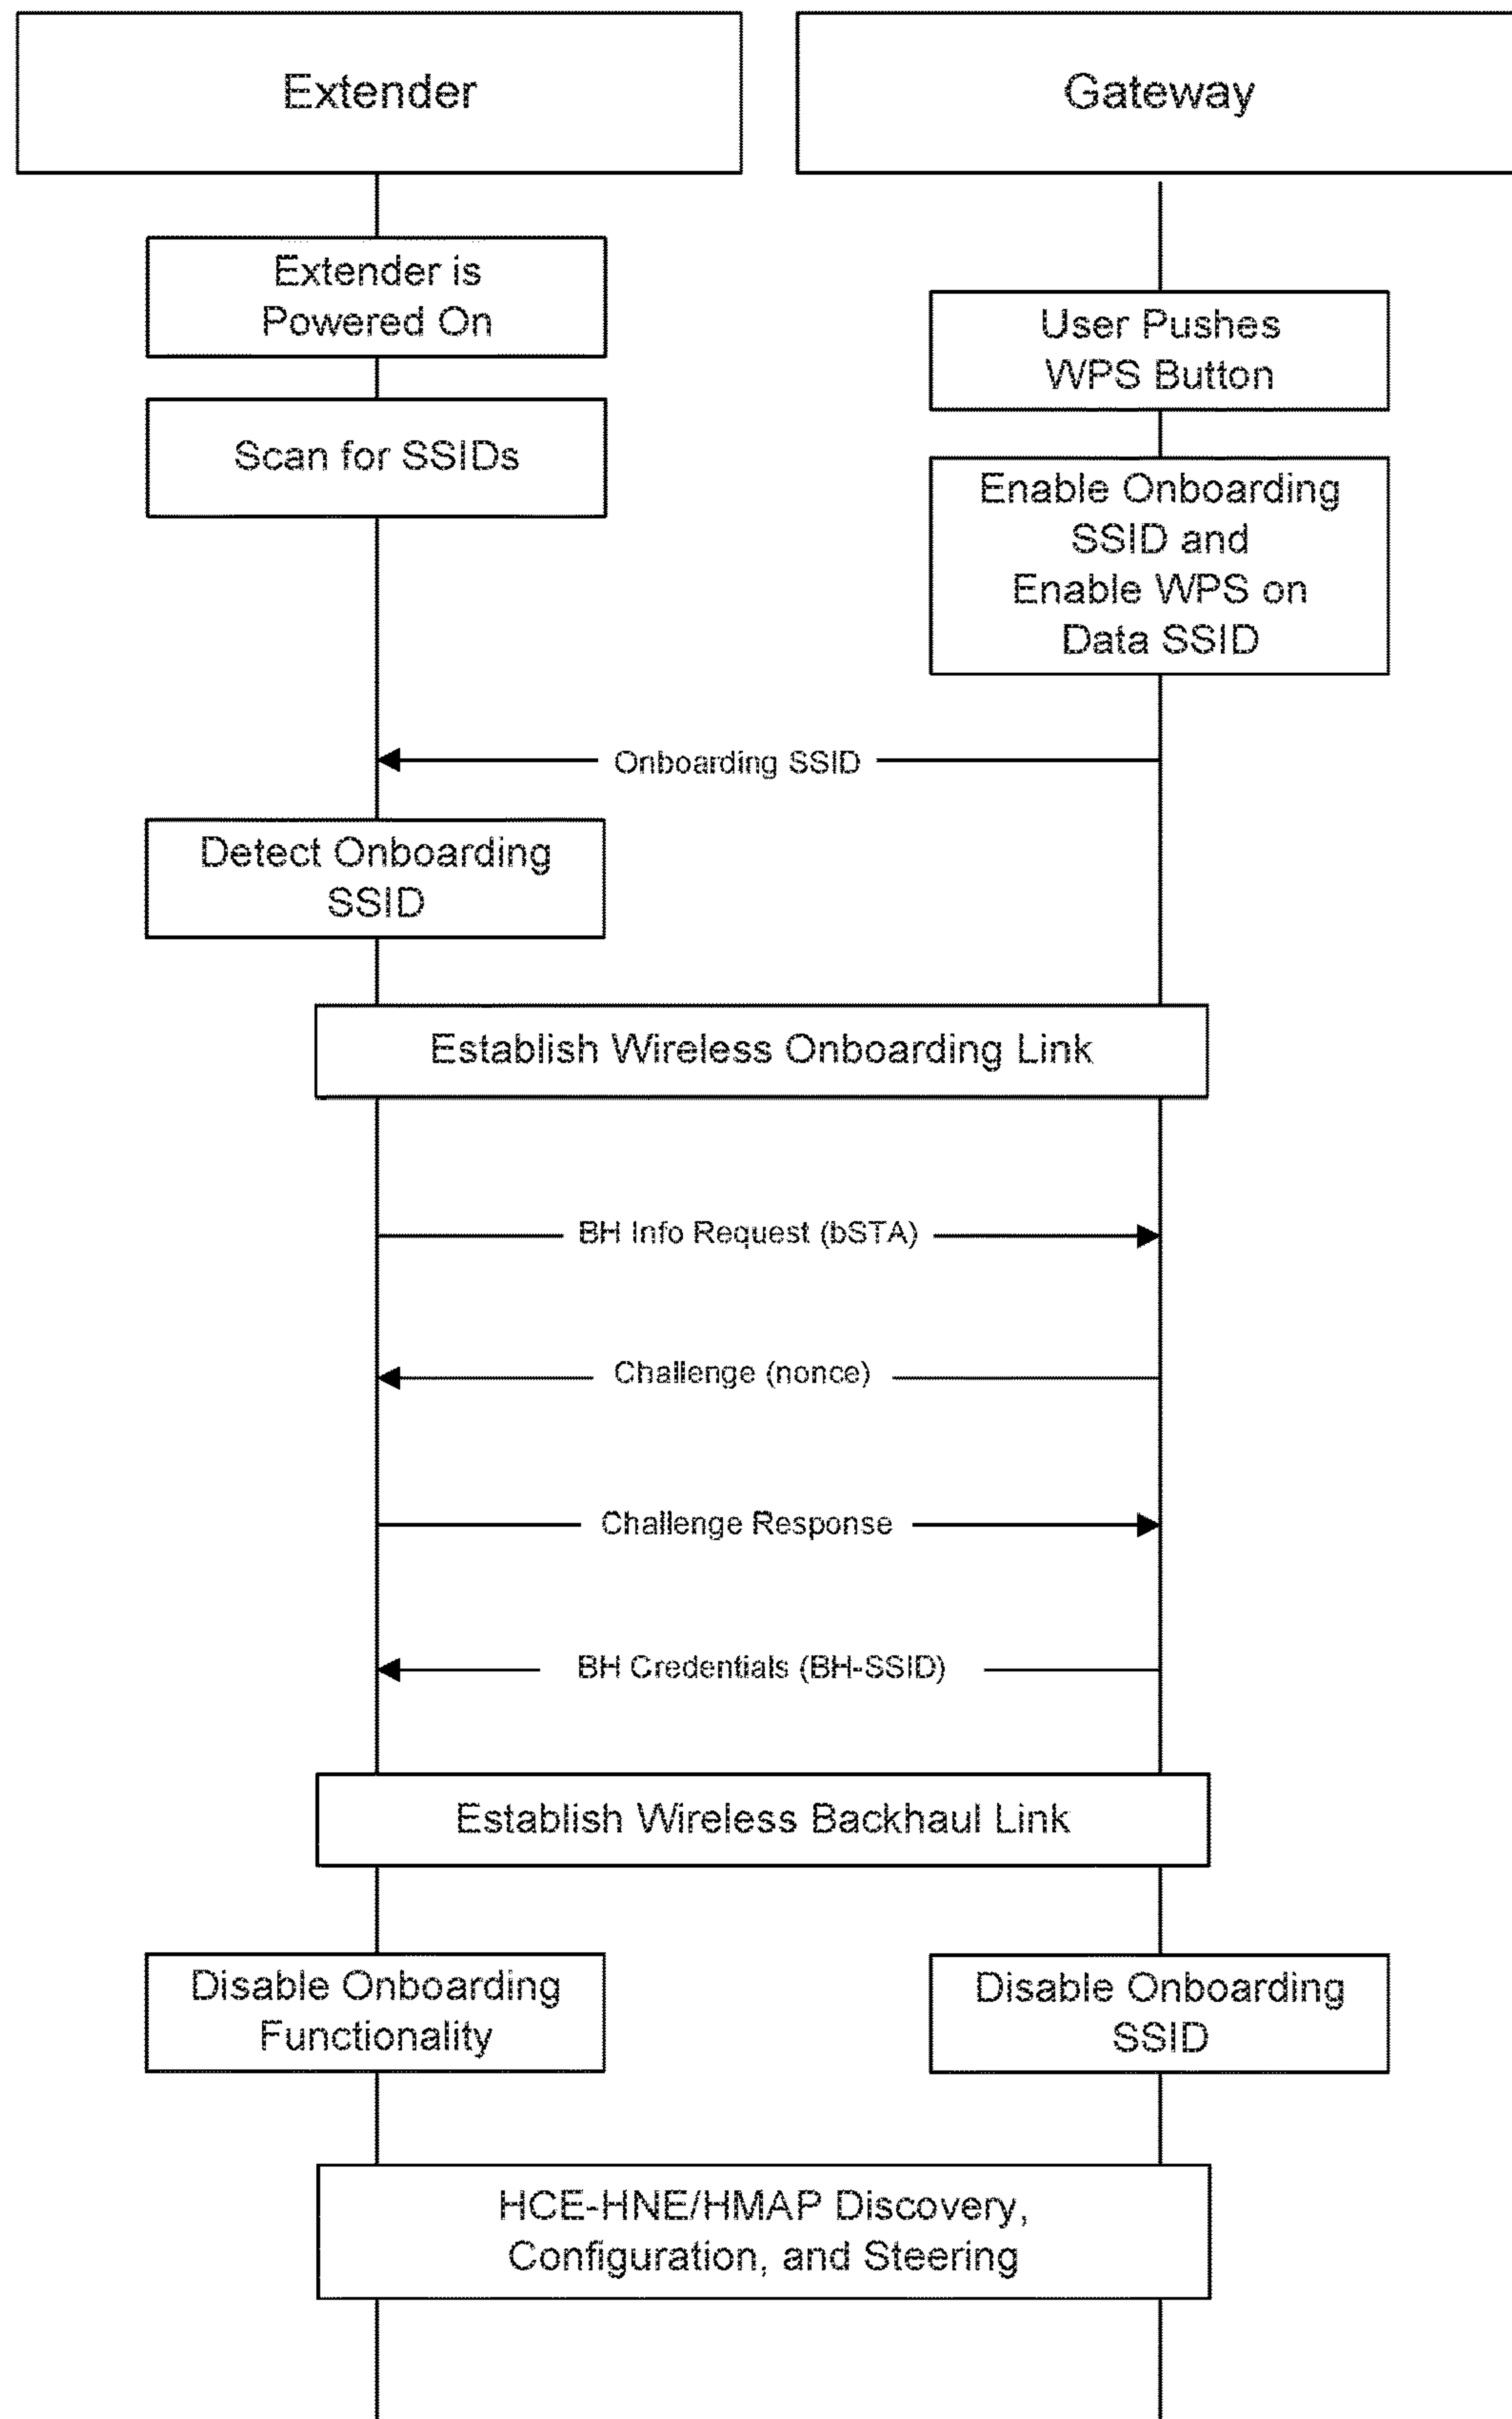 Extender
Gateway
Extender is
Powered On
User Pushes
WPS Button
Scan for SSIDs
Enable Onboarding
SSID and
Enable WPS on
Data SSID
Onboarding SSID
Detect Onboarding
SSID
Establish Wireless Onboarding Link
BH Info Request (bSTA)
Challenge (nonce)
Challenge Response
BH Credentials (BH-SSID)
Establish Wireless Backhaul Link
Disable Onboarding
Functionality
Disable Onboarding
SSID
HCE-HNE/HMAP Discovery,
Configuration, and Steering